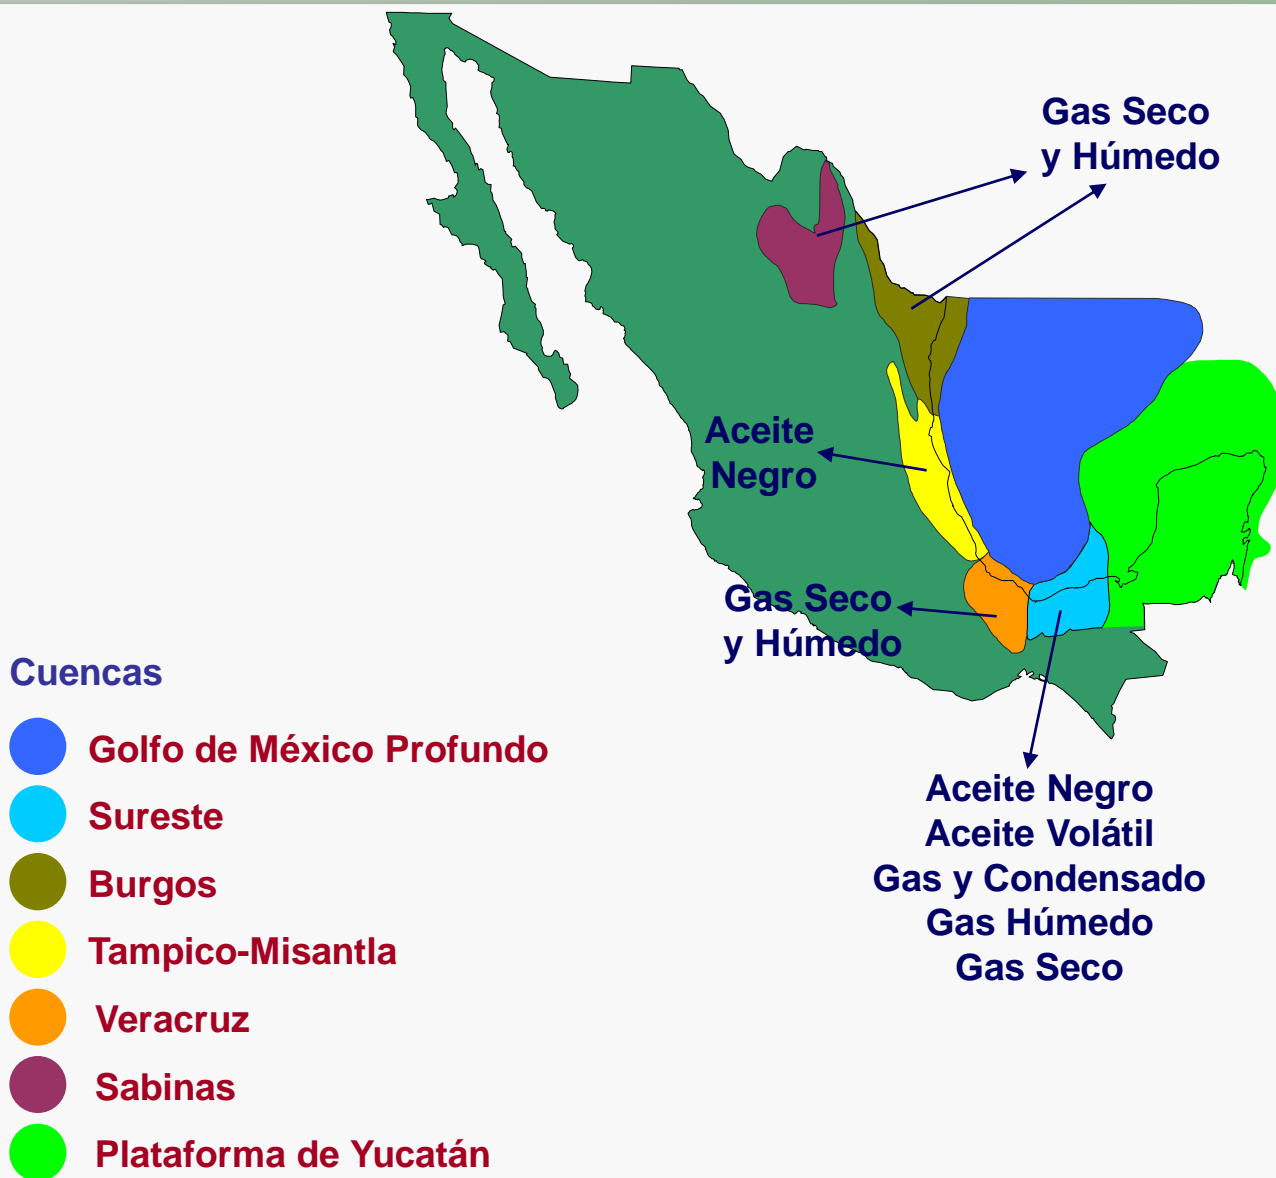 Gas Seco
y Húmedo
Aceite
Negro
Gas Seco
y Húmedo
Aceite Negro
Aceite Volátil
Gas y Condensado
Gas Húmedo
Gas Seco
Cuencas
Golfo de México Profundo
Sureste
Burgos
Tampico-Misantla
Veracruz
Sabinas
Plataforma de Yucatán